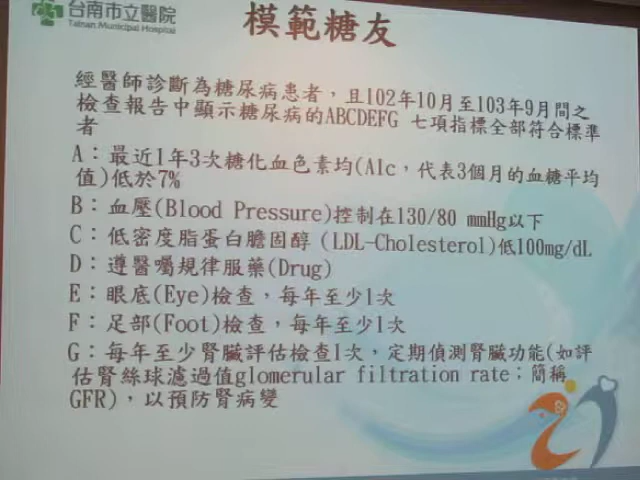 台南市立醫院
Tainan Municipal Hospital
模範糖友
經醫師診斷為糖尿病患者，且102年10月至103年9月間之
檢查報告中顯示糖尿病的ABCDEFG 七項指標全部符合標準
者
A：最近1年3次糖化血色素均(A1c，代表3個月的血糖平均
值)低於7%
B：血壓(Blood Pressure)控制在130/80 mmHg以下
C：低密度脂蛋白膽固醇 (LDL-Cholesterol)低100mg/dL
D：遵醫囑規律服藥(Drug)
E：眼底(Eye)檢查，每年至少1次
F：足部(Foot)檢查，每年至少1次
G：每年至少腎臟評估檢查1次，定期偵測腎臟功能(如評
估腎絲球濾過值glomerular filtration rate；簡稱
GFR)，以預防腎病變